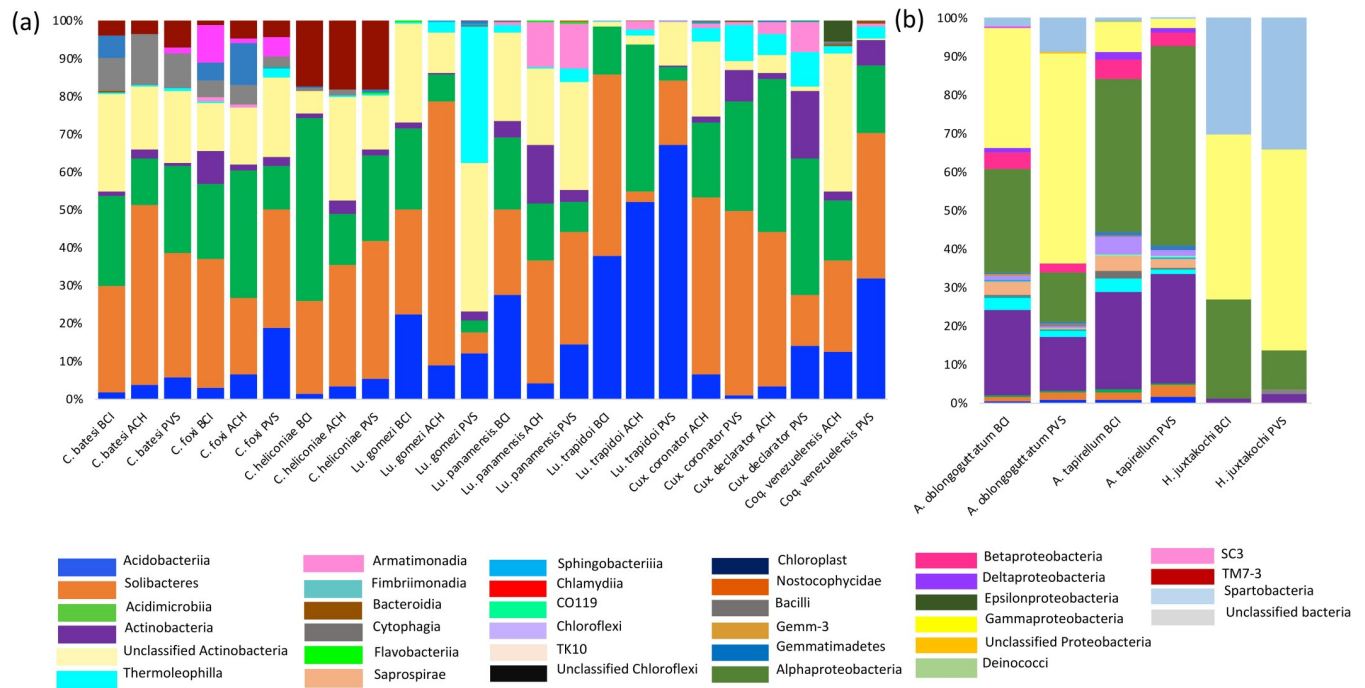 (a)
(b)
100%
90%
80%
70%
60%
50%
40%
30%
20%
10%
0%
100%
90%
80%
70%
60%
50%
40%
30%
20%
10%
0%
C. batesi BCI
C. batesi ACH
C. batesi PVS
C. foxi BCI
C. foxi ACH
C. foxi PVS
C. heliconiae BCI
C. heliconiae ACH
C. heliconiae PVS
Lu. gomezi BCI
Lu. gomezi ACH
Lu. gomezi PVS
Lu. panamensis. BCI
Lu. panamensis ACH
Lu. panamensis PVS
Lu. trapidoi BCI
Lu. trapidoi ACH
Lu. trapidoi PVS
Cux. coronator ACH
Cux. coronator PVS
Cux. declarator ACH
Cux. declarator PVS
Coq. venezuelensis ACH
Coq. venezuelensis PVS
A. oblongoguttatum BCI
A. oblongoguttatum PVS
A. tapirellum BCI
A. tapirellum PVS
H. juxtakochi BCI
H. juxtakochi PVS
Acidobacteriia
Solibacteres
Acidimicrobiia
Actinobacteria
Unclassified Actinobacteria
Thermoleophilla
Armatimonadia
Fimbriimonadia
Bacteroidia
Cytophagia
Flavobacteriia
Saprospirae
Sphingobacteriiia
Chlamydiia
CO119
Chloroflexi
TK10
Unclassified Chloroflexi
Chloroplast
Nostocophycidae
Bacilli
Gemm-3
Gemmatimadetes
Alphaproteobacteria
Betaproteobacteria
Deltaproteobacteria
Epsilonproteobacteria
Gammaproteobacteria
Unclassified Proteobacteria
Deinococci
SC3
TM7-3
Spartobacteria
Unclassified bacteria